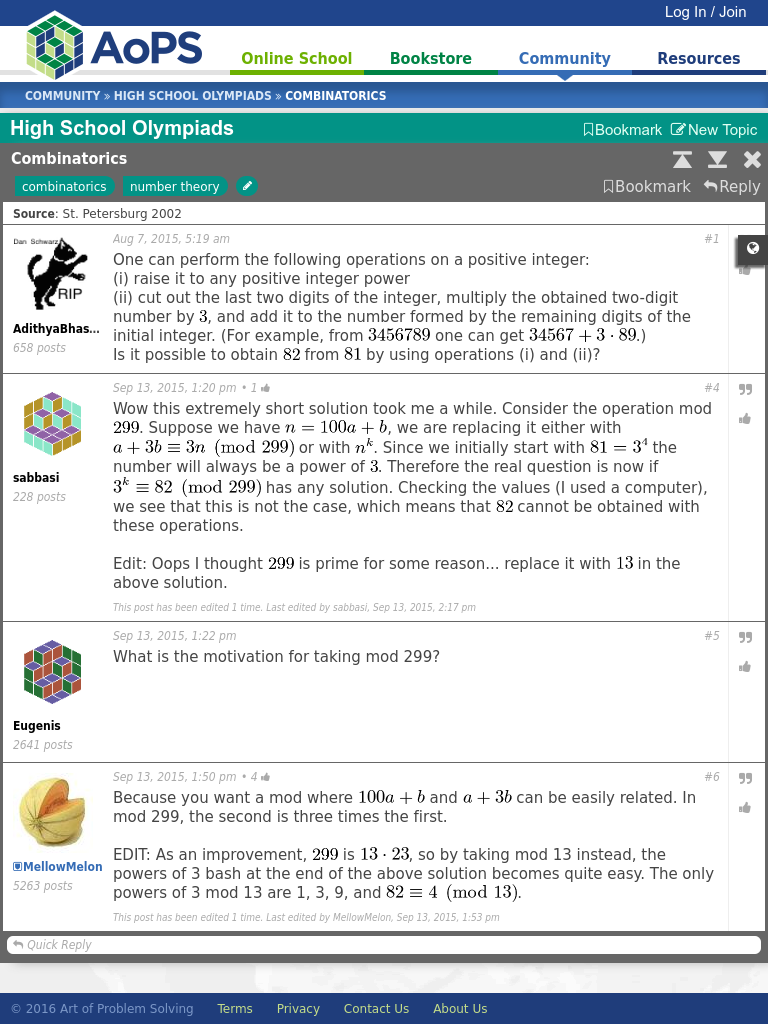 Log In / Join
AoPS
Online School Bookstore Community Resources
COMMUNITY » HIGH SCHOOL OLYMPIADS » COMBINATORICS
High School Olympiads Bookmark New Topic
Combinatorics
combinatorics number theory Bookmark Reply
Source: St. Petersburg 2002
Dan Schwarz
RIP
AdithyaBhas...
658 posts
Aug 7, 2015, 5:19 am #1
One can perform the following operations on a positive integer:
(i) raise it to any positive integer power
(ii) cut out the last two digits of the integer, multiply the obtained two-digit
number by 3, and add it to the number formed by the remaining digits of the
initial integer. (For example, from 3456789 one can get 34567 + 3 · 89.)
Is it possible to obtain 82 from 81 by using operations (i) and (ii)?
sabbasi
228 posts
Sep 13, 2015, 1:20 pm • 1 #4
Wow this extremely short solution took me a while. Consider the operation mod
299. Suppose we have n = 100a + b, we are replacing it either with
a + 3b ≡ 3n (mod 299) or with n^k. Since we initially start with 81 = 3^4 the
number will always be a power of 3. Therefore the real question is now if
3^k ≡ 82 (mod 299) has any solution. Checking the values (I used a computer),
we see that this is not the case, which means that 82 cannot be obtained with
these operations.
Edit: Oops I thought 299 is prime for some reason... replace it with 13 in the
above solution.
This post has been edited 1 time. Last edited by sabbasi, Sep 13, 2015, 2:17 pm
Eugenis
2641 posts
Sep 13, 2015, 1:22 pm #5
What is the motivation for taking mod 299?
MellowMelon
5263 posts
Sep 13, 2015, 1:50 pm • 4 #6
Because you want a mod where 100a + b and a + 3b can be easily related. In
mod 299, the second is three times the first.
EDIT: As an improvement, 299 is 13 · 23, so by taking mod 13 instead, the
powers of 3 bash at the end of the above solution becomes quite easy. The only
powers of 3 mod 13 are 1, 3, 9, and 82 ≡ 4 (mod 13).
This post has been edited 1 time. Last edited by MellowMelon, Sep 13, 2015, 1:53 pm
Quick Reply
© 2016 Art of Problem Solving Terms Privacy Contact Us About Us